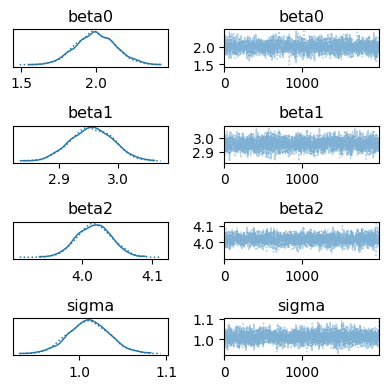 beta0 beta0
2.0
1.5
1.5 2.0 0 1000
beta1 beta1
3.0
2.9
2.9 3.0 0 1000
beta2 beta2
4.1
4.0
4.0 4.1 0 1000
sigma sigma
1.1
1.0
1.0 1.1 0 1000